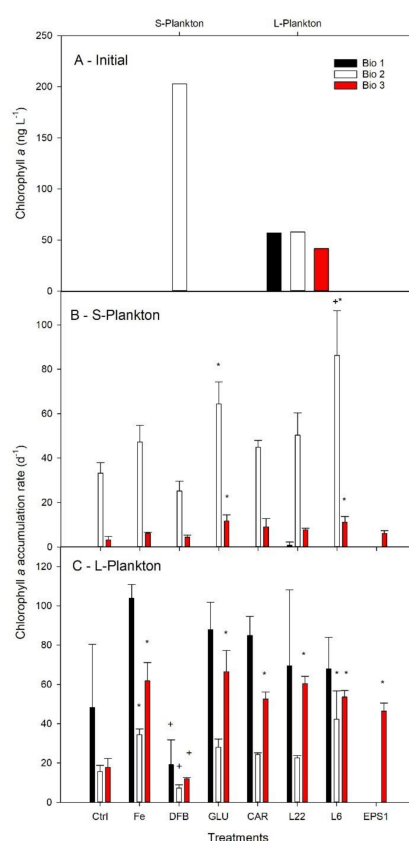 S-Plankton L-Plankton
250
A - Initial
Bio 1
Bio 2
Bio 3
200
150
100
50
0
Chlorophyll a (ng L-1)
B - S-Plankton
+*
100
*
80
60
40
* *
20
0
C - L-Plankton
120
100
*
* *
80
* * * *
60
*
40
+
+ +
20
0
Chlorophyll a accumulation rate (d-1)
Ctrl Fe DFB GLU CAR L22 L6 EPS1
Treatments